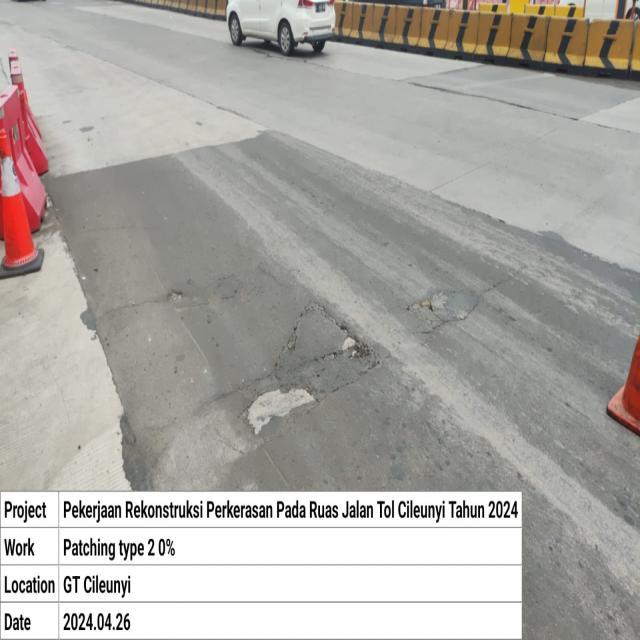 Project Pekerjaan Rekonstruksi Perkerasan Pada Ruas Jalan Tol Cileunyi Tahun 2024
Work Patching type 2 0%
Location GT Cileunyi
Date 2024.04.26